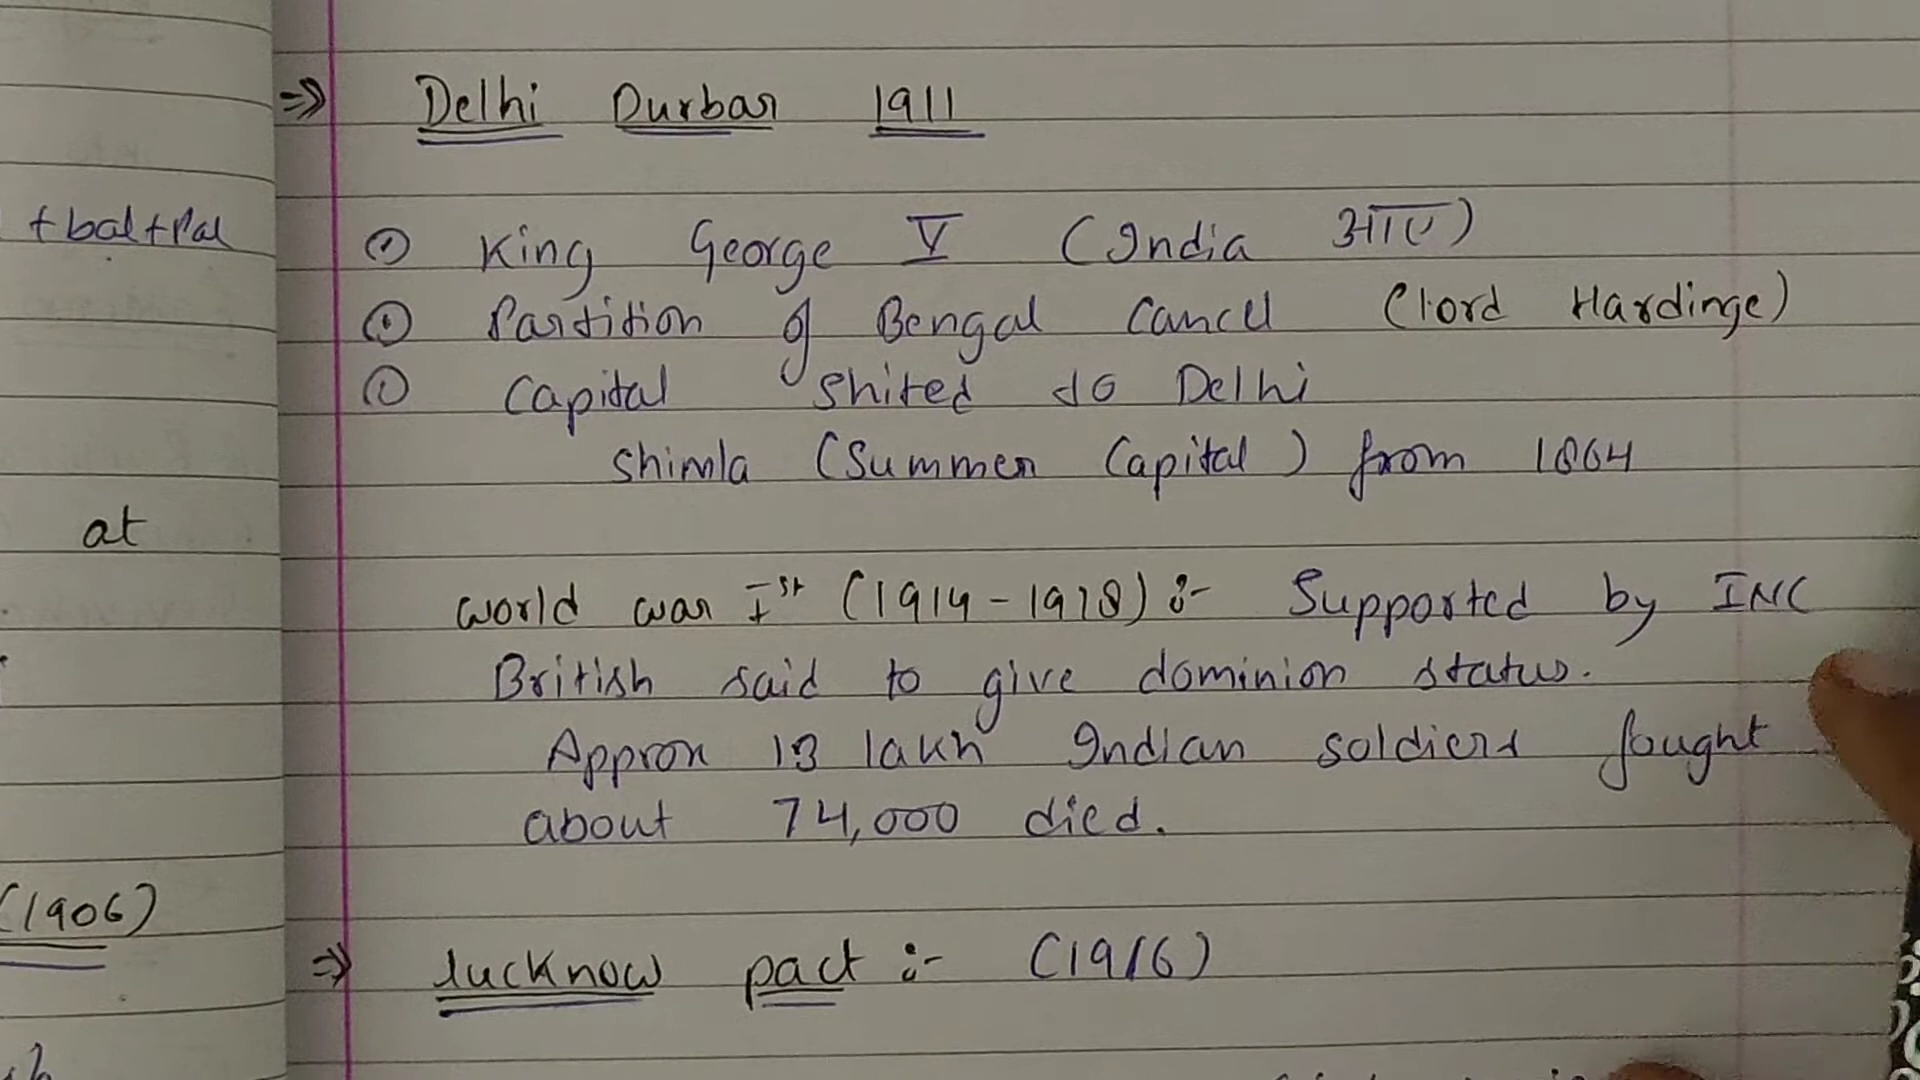 + bal + Pal
at
(1906)
⇒ Delhi Durbar 1911
① King George V (India आए)
① Partition of Bengal Cancel (lord Hardinge)
① Capital shited to Delhi
Shimla (Summer Capital) from 1864
world war Ist (1914-1918) :- Supported by INC
British said to give dominion status.
Approx 13 lakh Indian soldiers fought
about 74,000 died.
⇒ lucknow pact :- (1916)